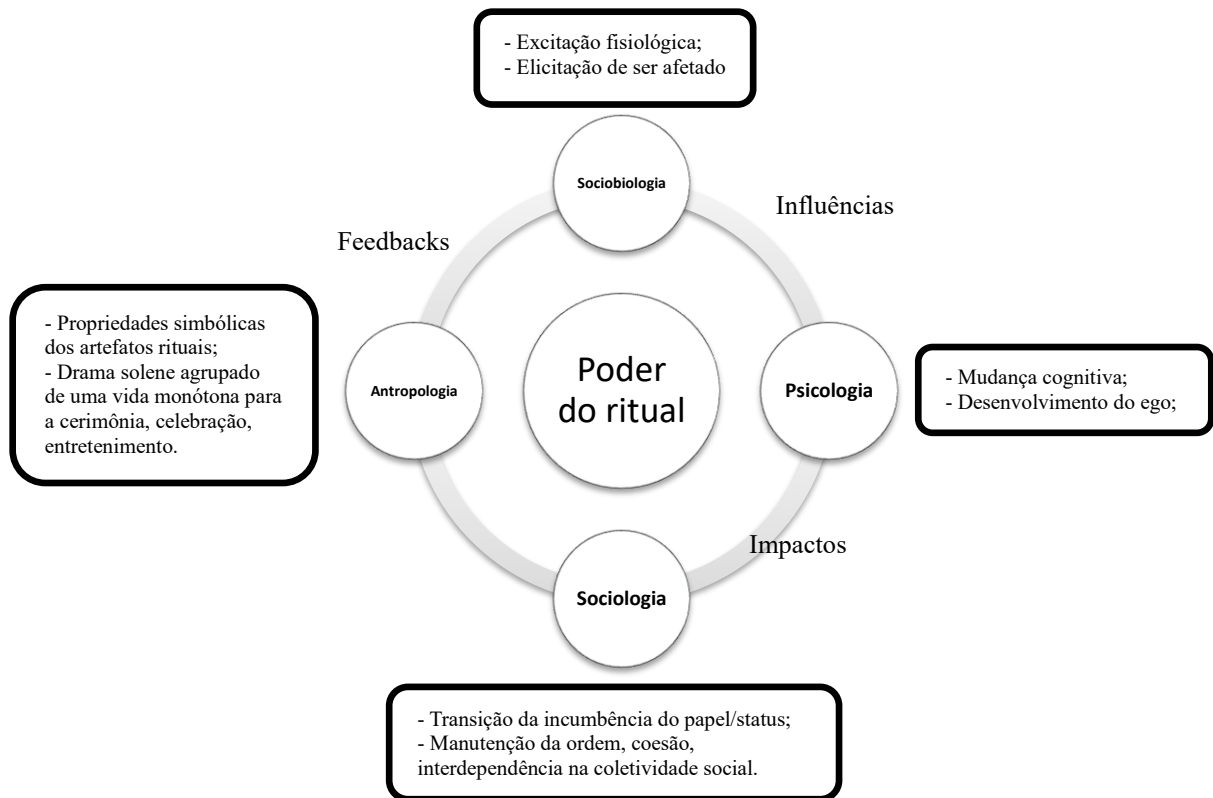 - Excitação fisiológica;
- Elicitação de ser afetado
Sociobiologia
Influências
Feedbacks
- Propriedades simbólicas
dos artefatos rituais;
- Drama solene agrupado
de uma vida monótona para
a cerimônia, celebração,
entretenimento.
Antropologia
Poder
do ritual
Psicologia
- Mudança cognitiva;
- Desenvolvimento do ego;
Impactos
Sociologia
- Transição da incumbência do papel/status;
- Manutenção da ordem, coesão,
interdependência na coletividade social.